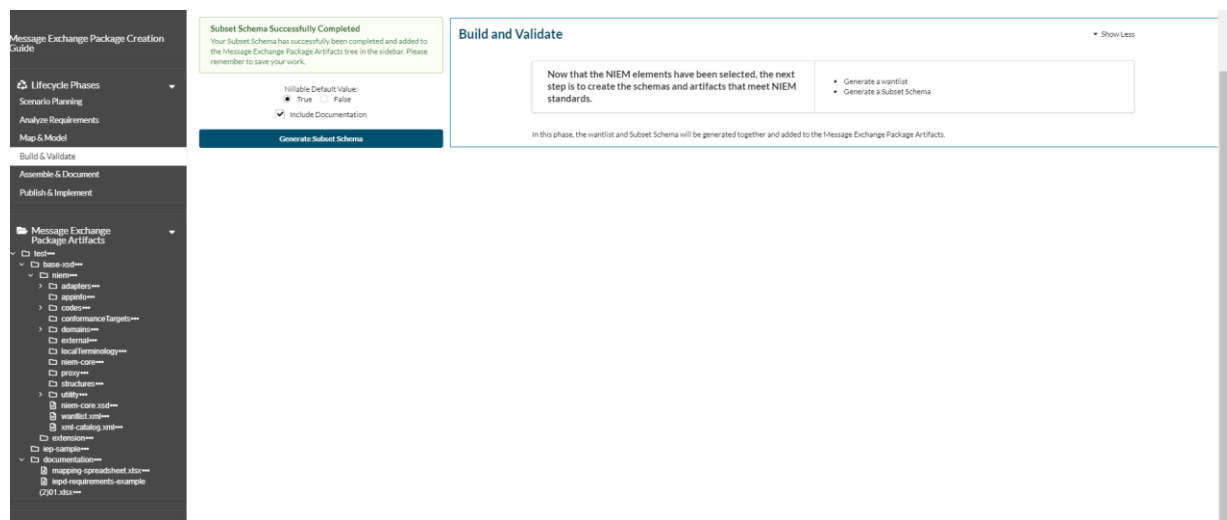 Message Exchange Package Creation
Guide
Lifecycle Phases
Scenario Planning
Analyze Requirements
Map & Model
Build & Validate
Assemble & Document
Publish & Implement
Message Exchange
Package Artifacts
test•••
base-xsd•••
niem•••
adapters•••
appinfo•••
codes•••
conformanceTargets•••
domains•••
external•••
localTerminology•••
niem-core•••
proxy•••
structures•••
utility•••
niem-core.xsd•••
wantlist.xml•••
xml-catalog.xml•••
extension•••
iep-sample•••
documentation•••
mapping-spreadsheet.xlsx•••
iepd-requirements-example
(2)01.xlsx•••
Subset Schema Successfully Completed
Your Subset Schema has successfully been completed and added to
the Message Exchange Package Artifacts tree in the sidebar. Please
remember to save your work.
Nillable Default Value:
True False
Include Documentation
Generate Subset Schema
Build and Validate
Show Less
Now that the NIEM elements have been selected, the next
step is to create the schemas and artifacts that meet NIEM
standards.
• Generate a wantlist
• Generate a Subset Schema
In this phase, the wantlist and Subset Schema will be generated together and added to the Message Exchange Package Artifacts.